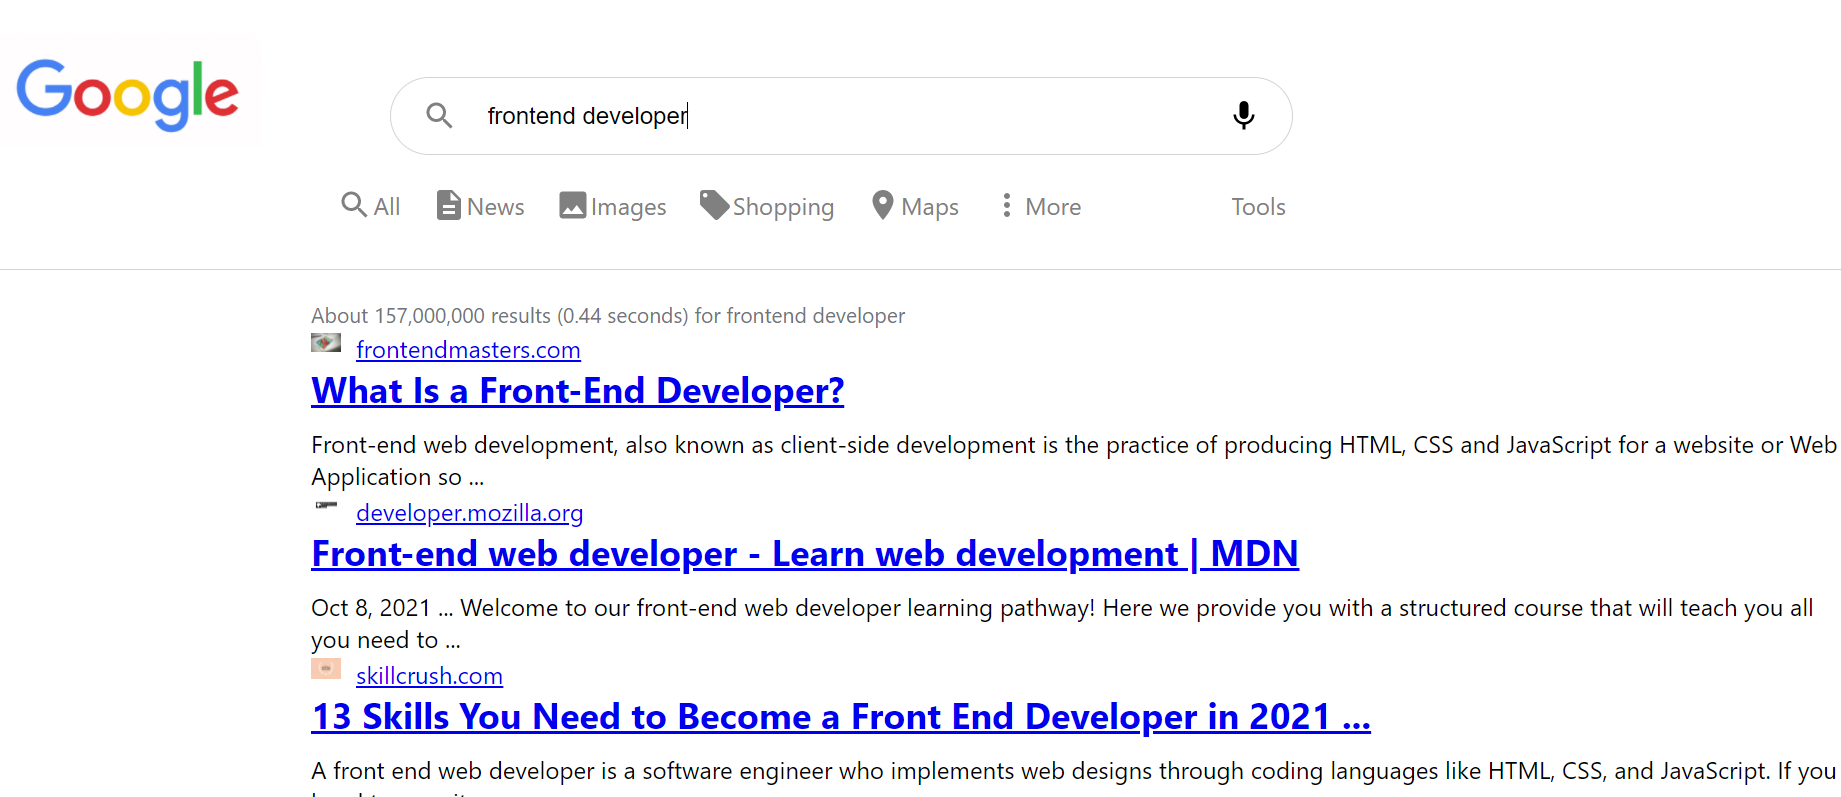 Google
frontend developer
All News Images Shopping Maps More Tools
About 157,000,000 results (0.44 seconds) for frontend developer
frontendmasters.com
What Is a Front-End Developer?
Front-end web development, also known as client-side development is the practice of producing HTML, CSS and JavaScript for a website or Web
Application so ...
developer.mozilla.org
Front-end web developer - Learn web development | MDN
Oct 8, 2021 ... Welcome to our front-end web developer learning pathway! Here we provide you with a structured course that will teach you all
you need to ...
skillcrush.com
13 Skills You Need to Become a Front End Developer in 2021 ...
A front end web developer is a software engineer who implements web designs through coding languages like HTML, CSS, and JavaScript. If you